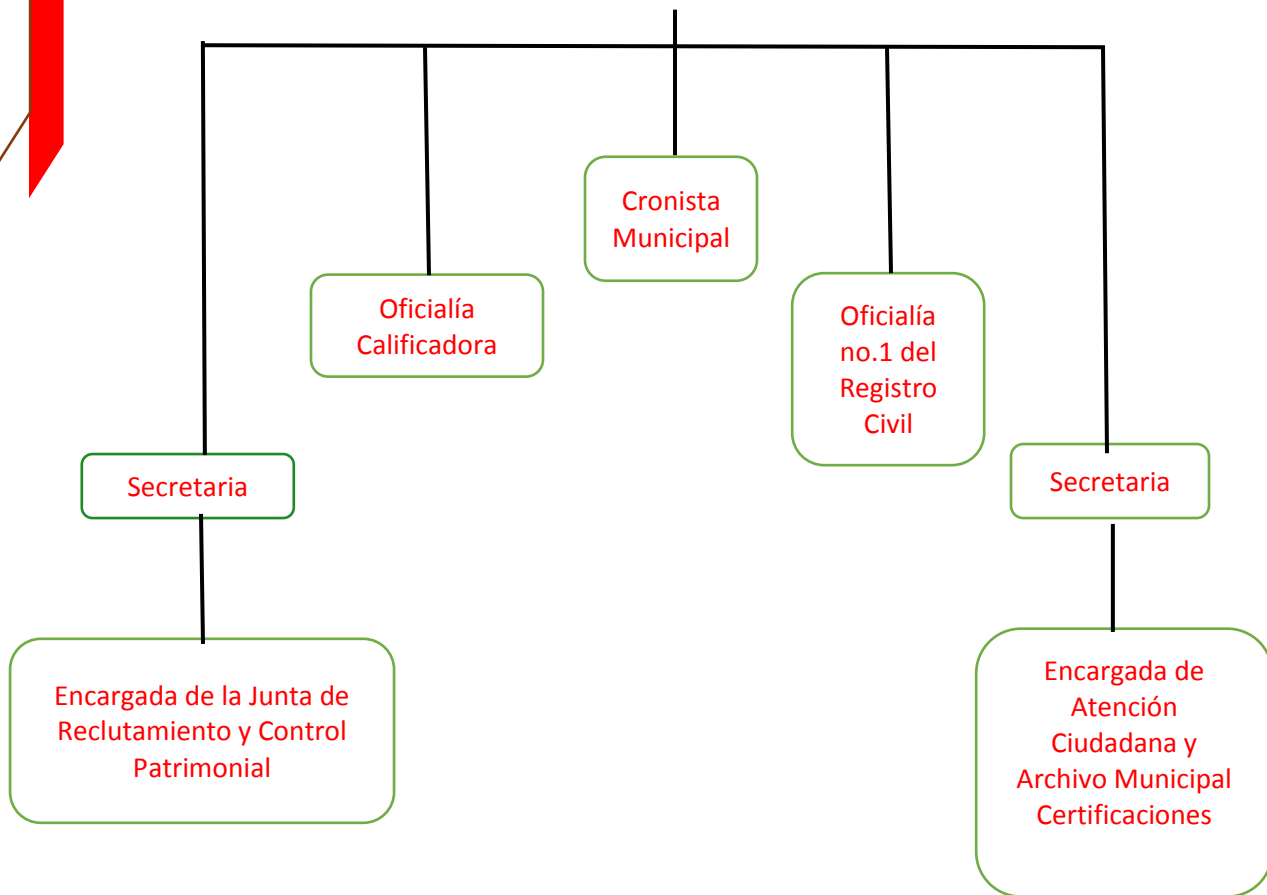 Cronista
Municipal
Oficialía
Calificadora
Oficialía
no.1 del
Registro
Civil
Secretaria
Secretaria
Encargada de la Junta de
Reclutamiento y Control
Patrimonial
Encargada de
Atención
Ciudadana y
Archivo Municipal
Certificaciones